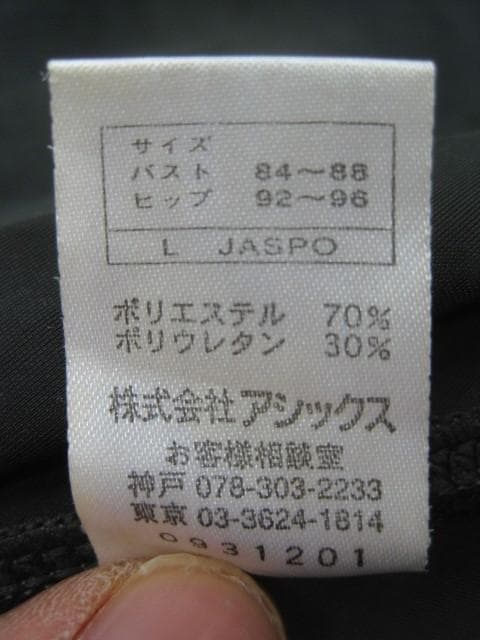 サイズ
バスト 84～88
ヒップ 92～96
L JASPO
ポリエステル 70%
ポリウレタン 30%
株式会社アシックス
お客様相談室
神戸 078-303-2233
東京 03-3624-1814
0931201